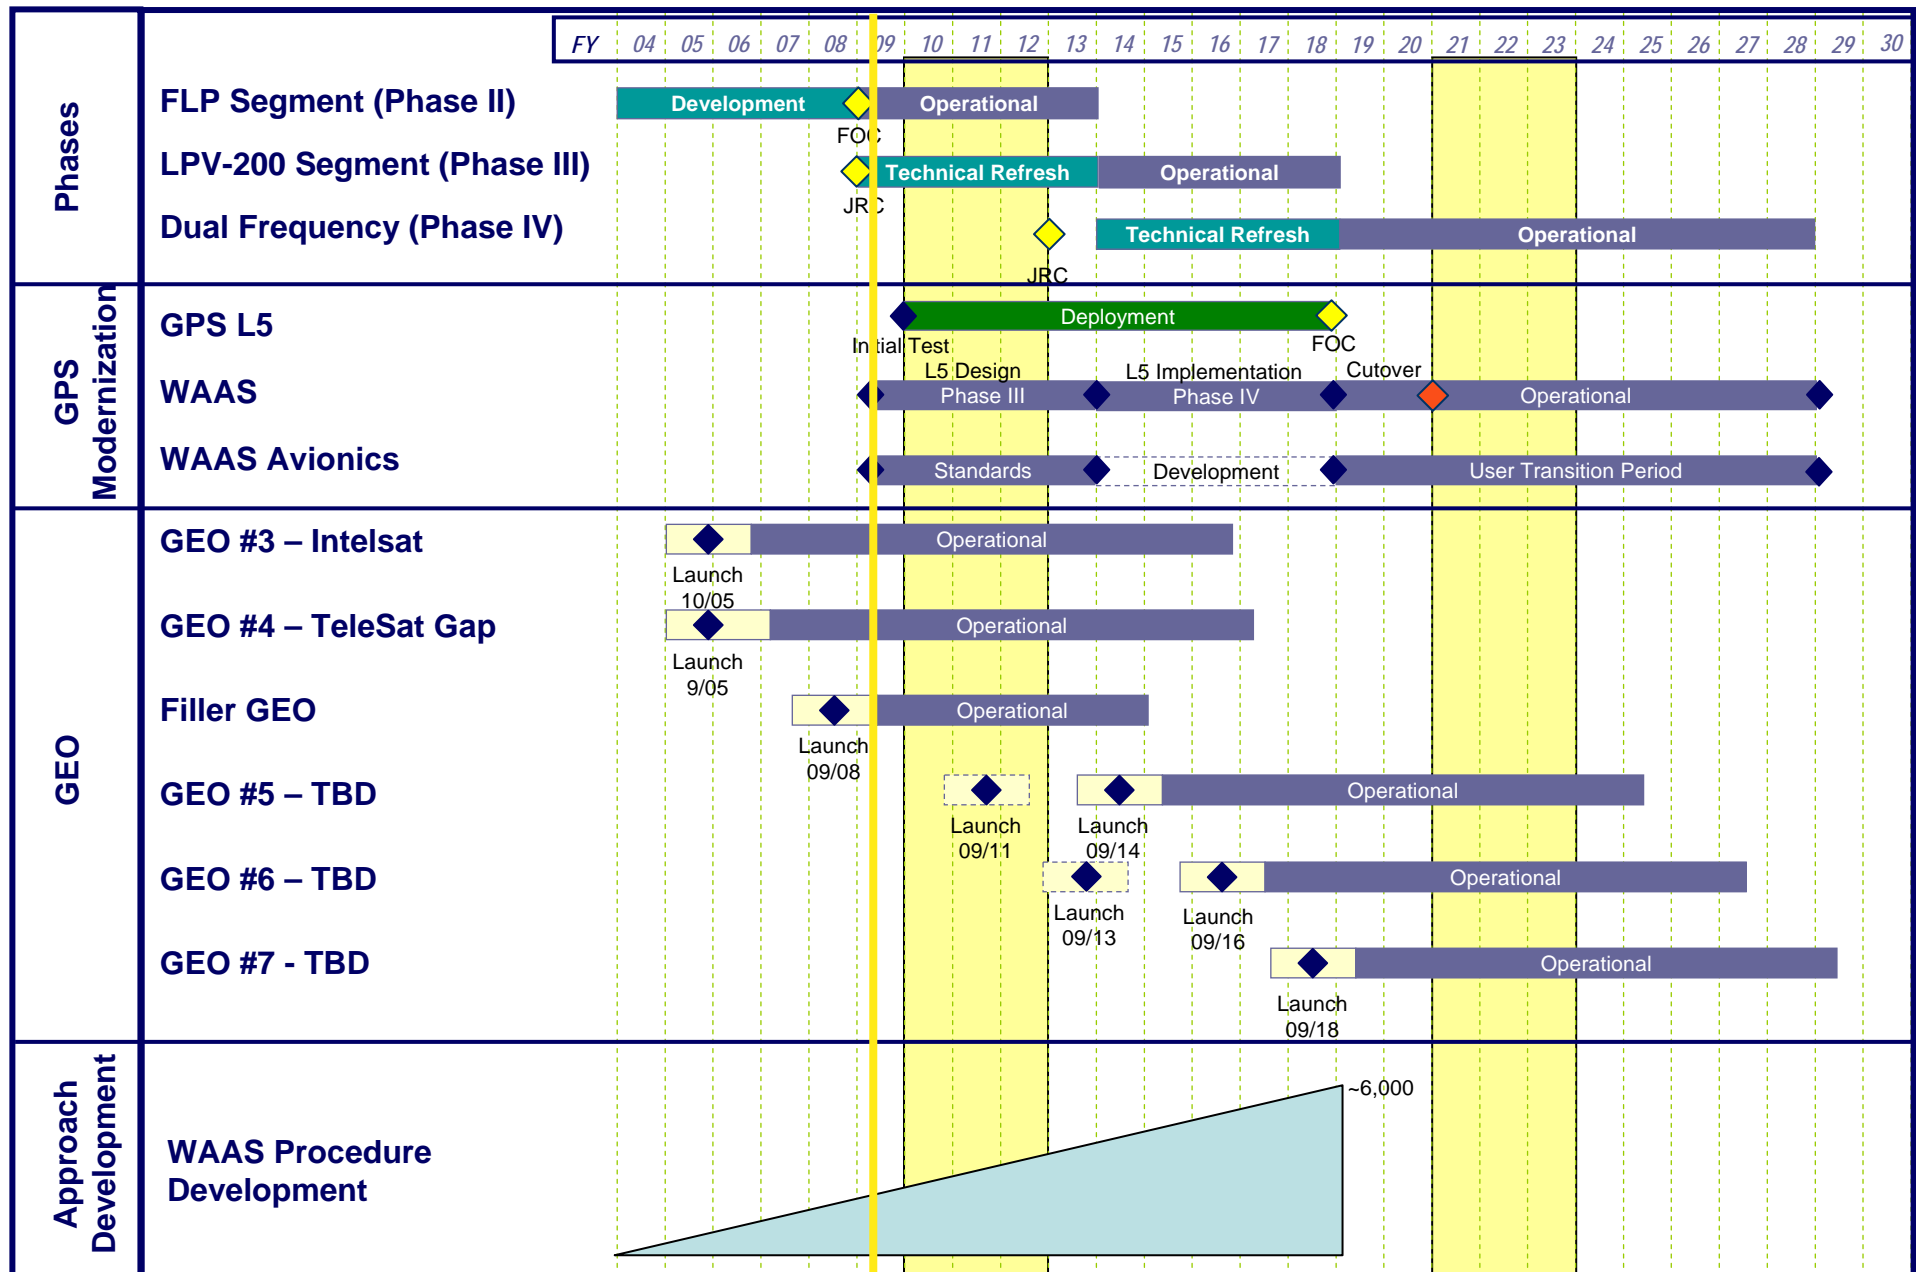 FY 04 05 06 07 08 09 10 11 12 13 14 15 16 17 18 19 20 21 22 23 24 25 26 27 28 29 30
Phases
FLP Segment (Phase II)
Development
Operational
FOC
LPV-200 Segment (Phase III)
Technical Refresh
Operational
JRC
Dual Frequency (Phase IV)
Technical Refresh
Operational
JRC
GPS
Modernization
GPS L5
Deployment
Initial Test
FOC
WAAS
L5 Design
Phase III
L5 Implementation
Phase IV
Cutover
Operational
WAAS Avionics
Standards
Development
User Transition Period
GEO
GEO #3 – Intelsat
Operational
Launch
10/05
GEO #4 – TeleSat Gap
Operational
Launch
9/05
Filler GEO
Operational
Launch
09/08
GEO #5 – TBD
Operational
Launch
09/11
Launch
09/14
GEO #6 – TBD
Operational
Launch
09/13
Launch
09/16
GEO #7 - TBD
Operational
Launch
09/18
Approach
Development
WAAS Procedure
Development
~6,000